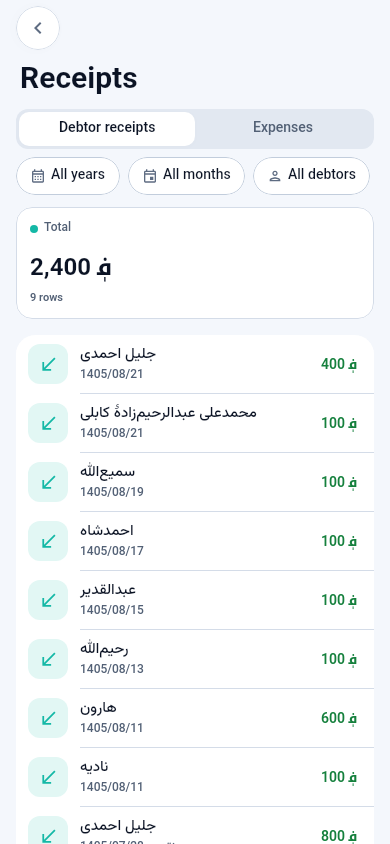 Receipts
Debtor receipts
Expenses
All years
All months
All debtors
Total
2,400 ؋
9 rows
جلیل احمدی
400 ؋
1405/08/21
محمدعلی عبدالرحیم‌زادهٔ کابلی
100 ؋
1405/08/21
سمیع‌الله
100 ؋
1405/08/19
احمدشاه
100 ؋
1405/08/17
عبدالقدیر
100 ؋
1405/08/15
رحیم‌الله
100 ؋
1405/08/13
هارون
600 ؋
1405/08/11
نادیه
100 ؋
1405/08/11
جلیل احمدی
800 ؋